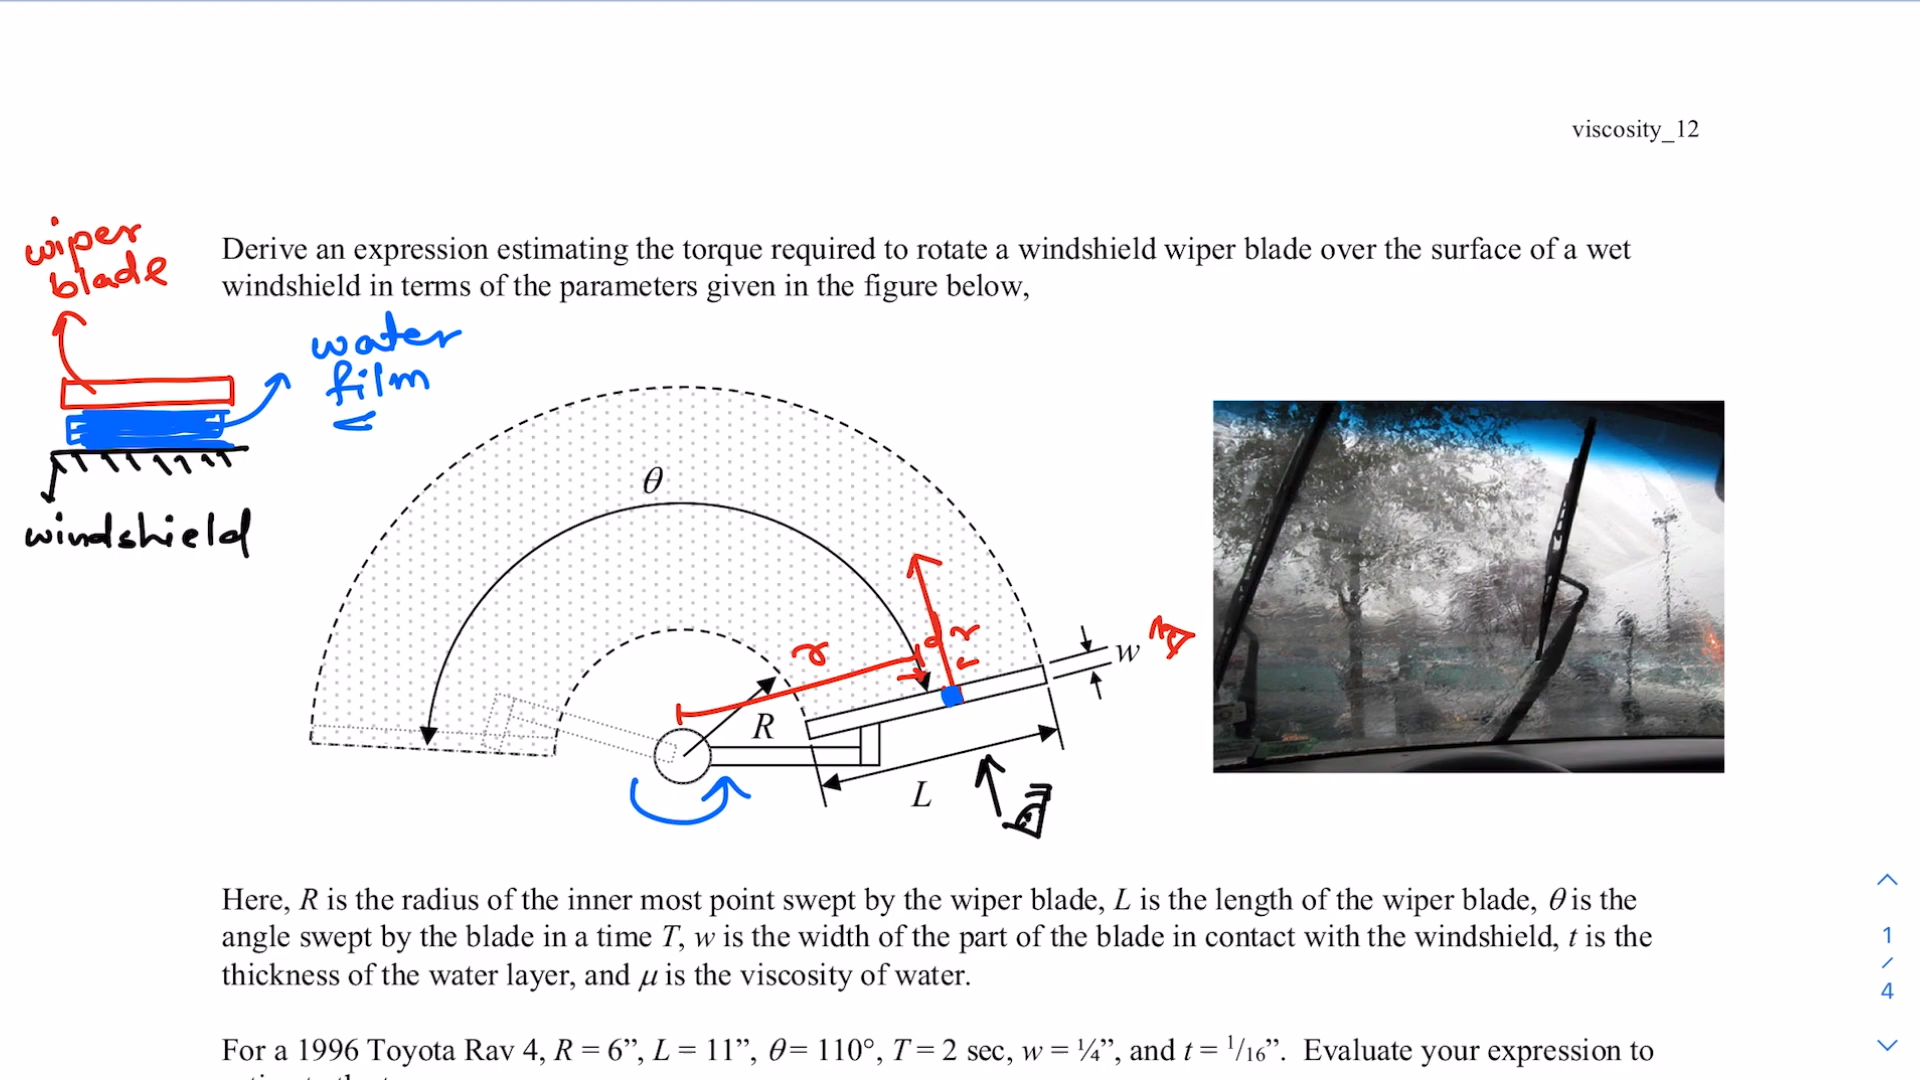 viscosity_12
wiper
blade
Derive an expression estimating the torque required to rotate a windshield wiper blade over the surface of a wet
windshield in terms of the parameters given in the figure below,
water
film
windshield
θ
r
dr
w
R
L
Here, R is the radius of the inner most point swept by the wiper blade, L is the length of the wiper blade, θ is the
angle swept by the blade in a time T, w is the width of the part of the blade in contact with the windshield, t is the
thickness of the water layer, and μ is the viscosity of water.
For a 1996 Toyota Rav 4, R = 6”, L = 11”, θ= 110°, T = 2 sec, w = ¼”, and t = 1/16”. Evaluate your expression to
1
/
4